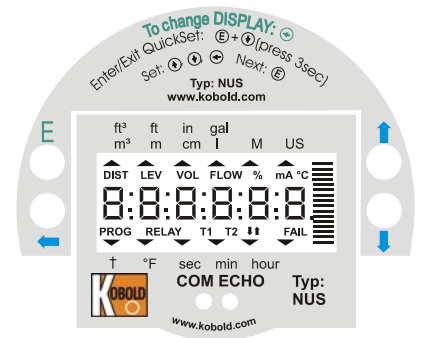 To change DISPLAY:
Enter/Exit QuickSet: E + (press 3sec)
Set: , , Next: E
Typ: NUS
www.kobold.com
E
ft³ ft in gal
m³ m cm l M US
DIST LEV VOL FLOW % mA °C
8:8:8:8:8:8.
PROG RELAY T1 T2 FAIL
† °F sec min hour
KOBOLD
COM ECHO
Typ:
NUS
www.kobold.com